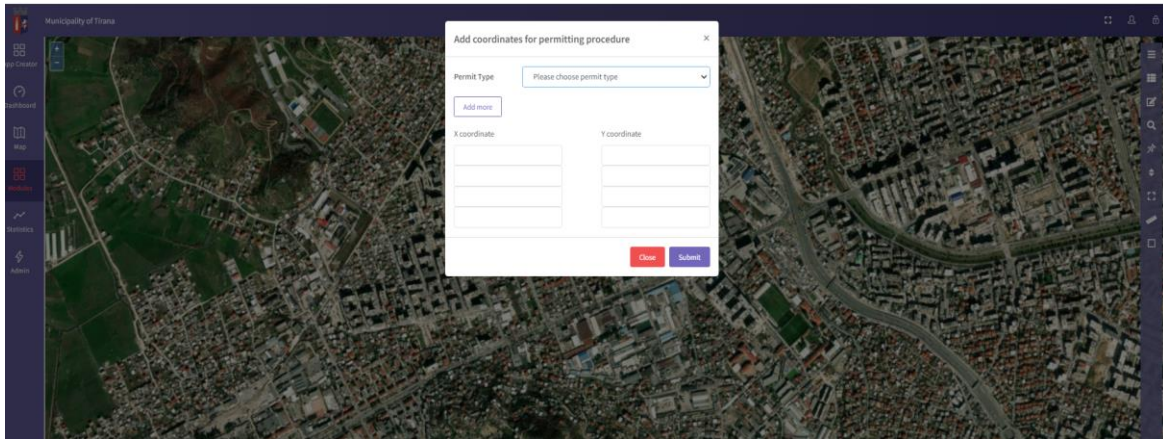 Municipality of Tirana
App Creator
Dashboard
Map
Modules
Statistics
Admin
Add coordinates for permitting procedure
×
Permit Type
Please choose permit type
Add more
X coordinate Y coordinate
Close Submit